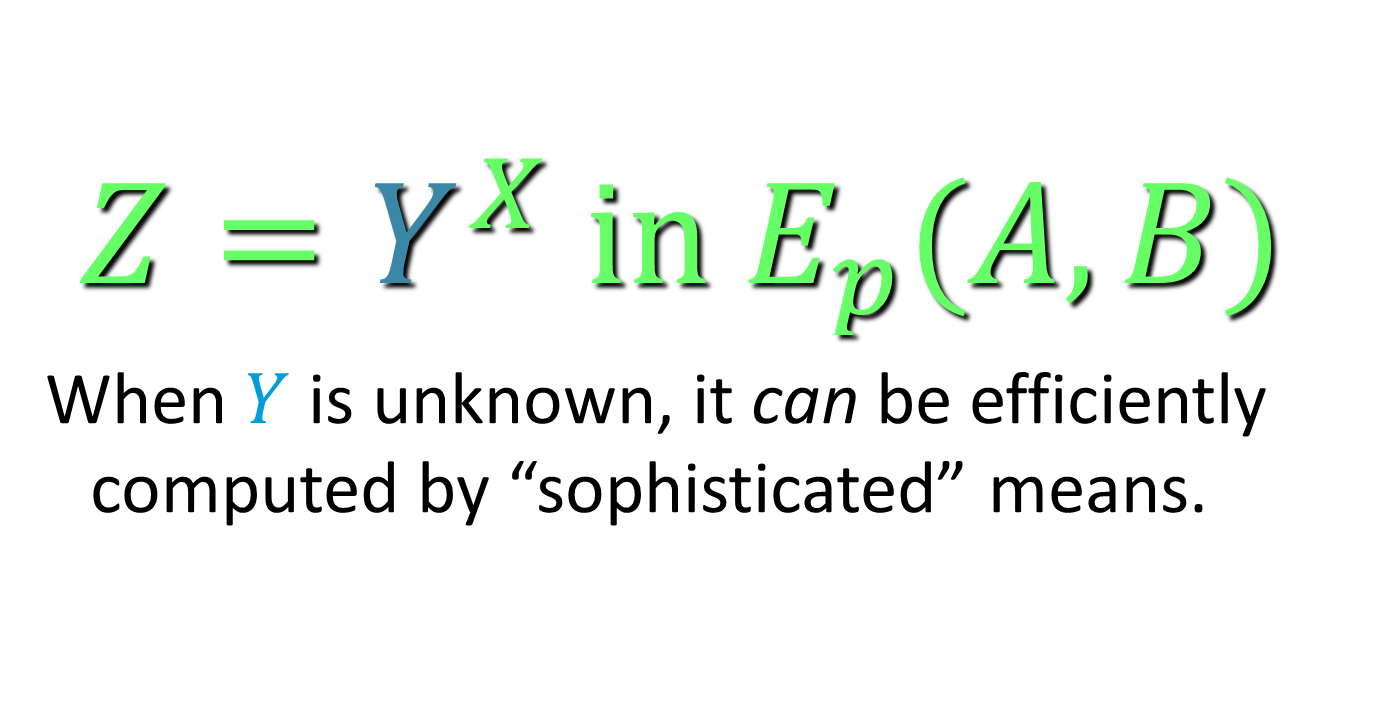 Z = Y^X in E_p(A, B)
When Y is unknown, it can be efficiently
computed by “sophisticated” means.